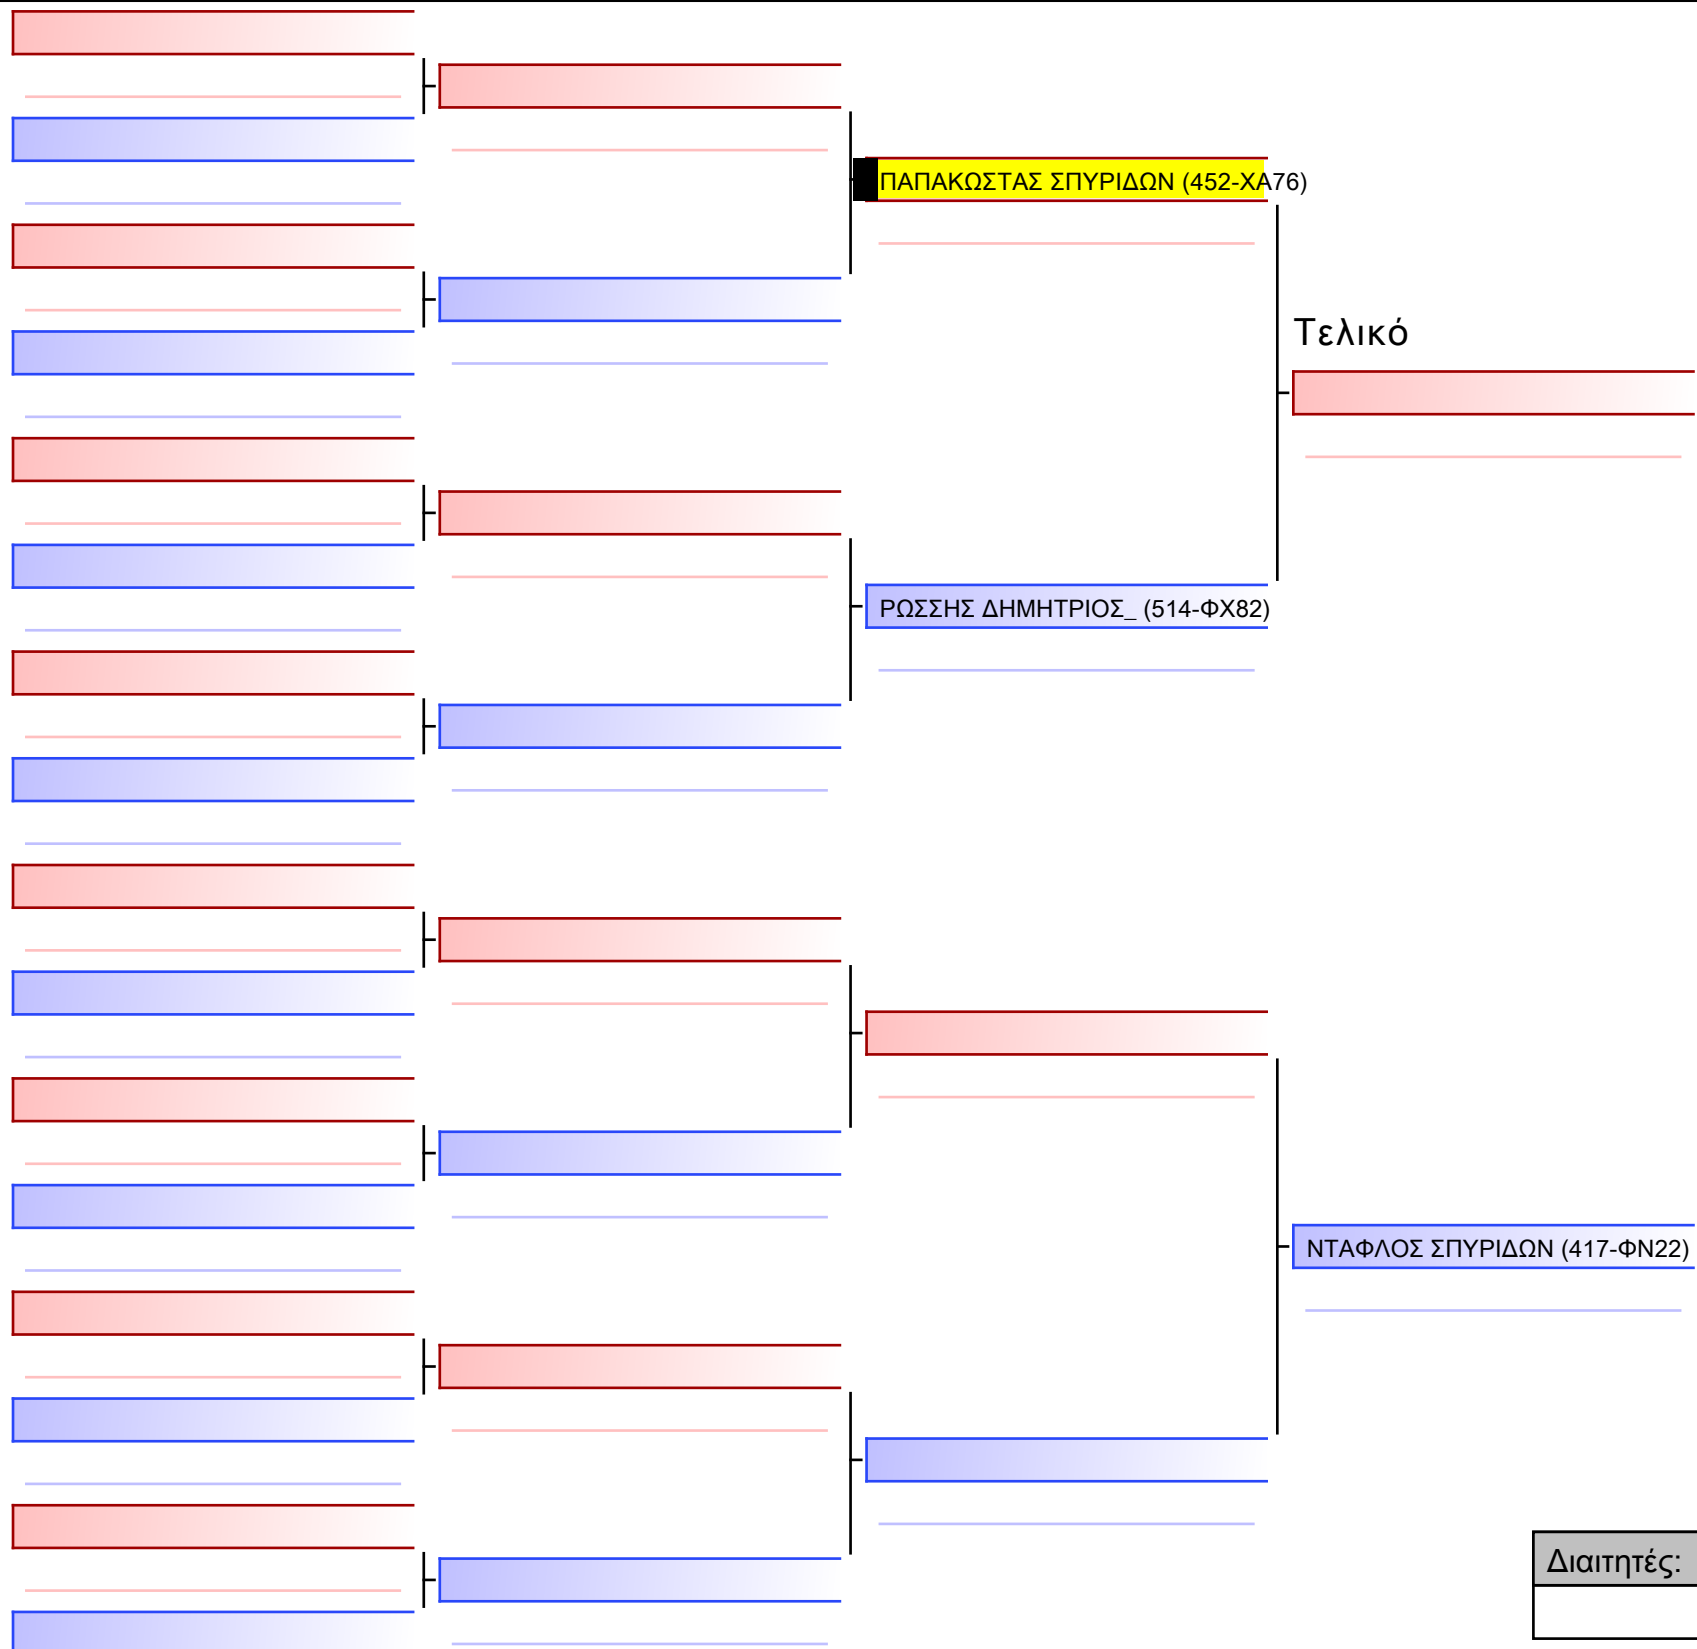 ΠΑΠΑΚΩΣΤΑΣ ΣΠΥΡΙΔΩΝ (452-ΧΑ76)
Τελικό
ΡΩΣΣΗΣ ΔΗΜΗΤΡΙΟΣ_ (514-ΦΧ82)
ΝΤΑΦΛΟΣ ΣΠΥΡΙΔΩΝ (417-ΦΝ22)
Διαιτητές: